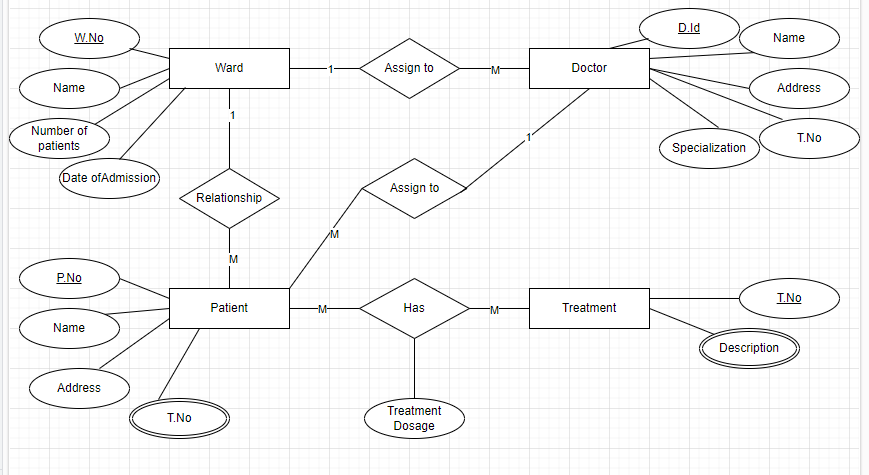 D.Id
W.No
Name
Ward
1
Assign to
M
Doctor
Name
Address
Number of
patients
1
1
T.No
Specialization
Date ofAdmission
Assign to
Relationship
M
M
P.No
T.No
Patient
M
Has
M
Treatment
Name
Description
Address
T.No
Treatment
Dosage